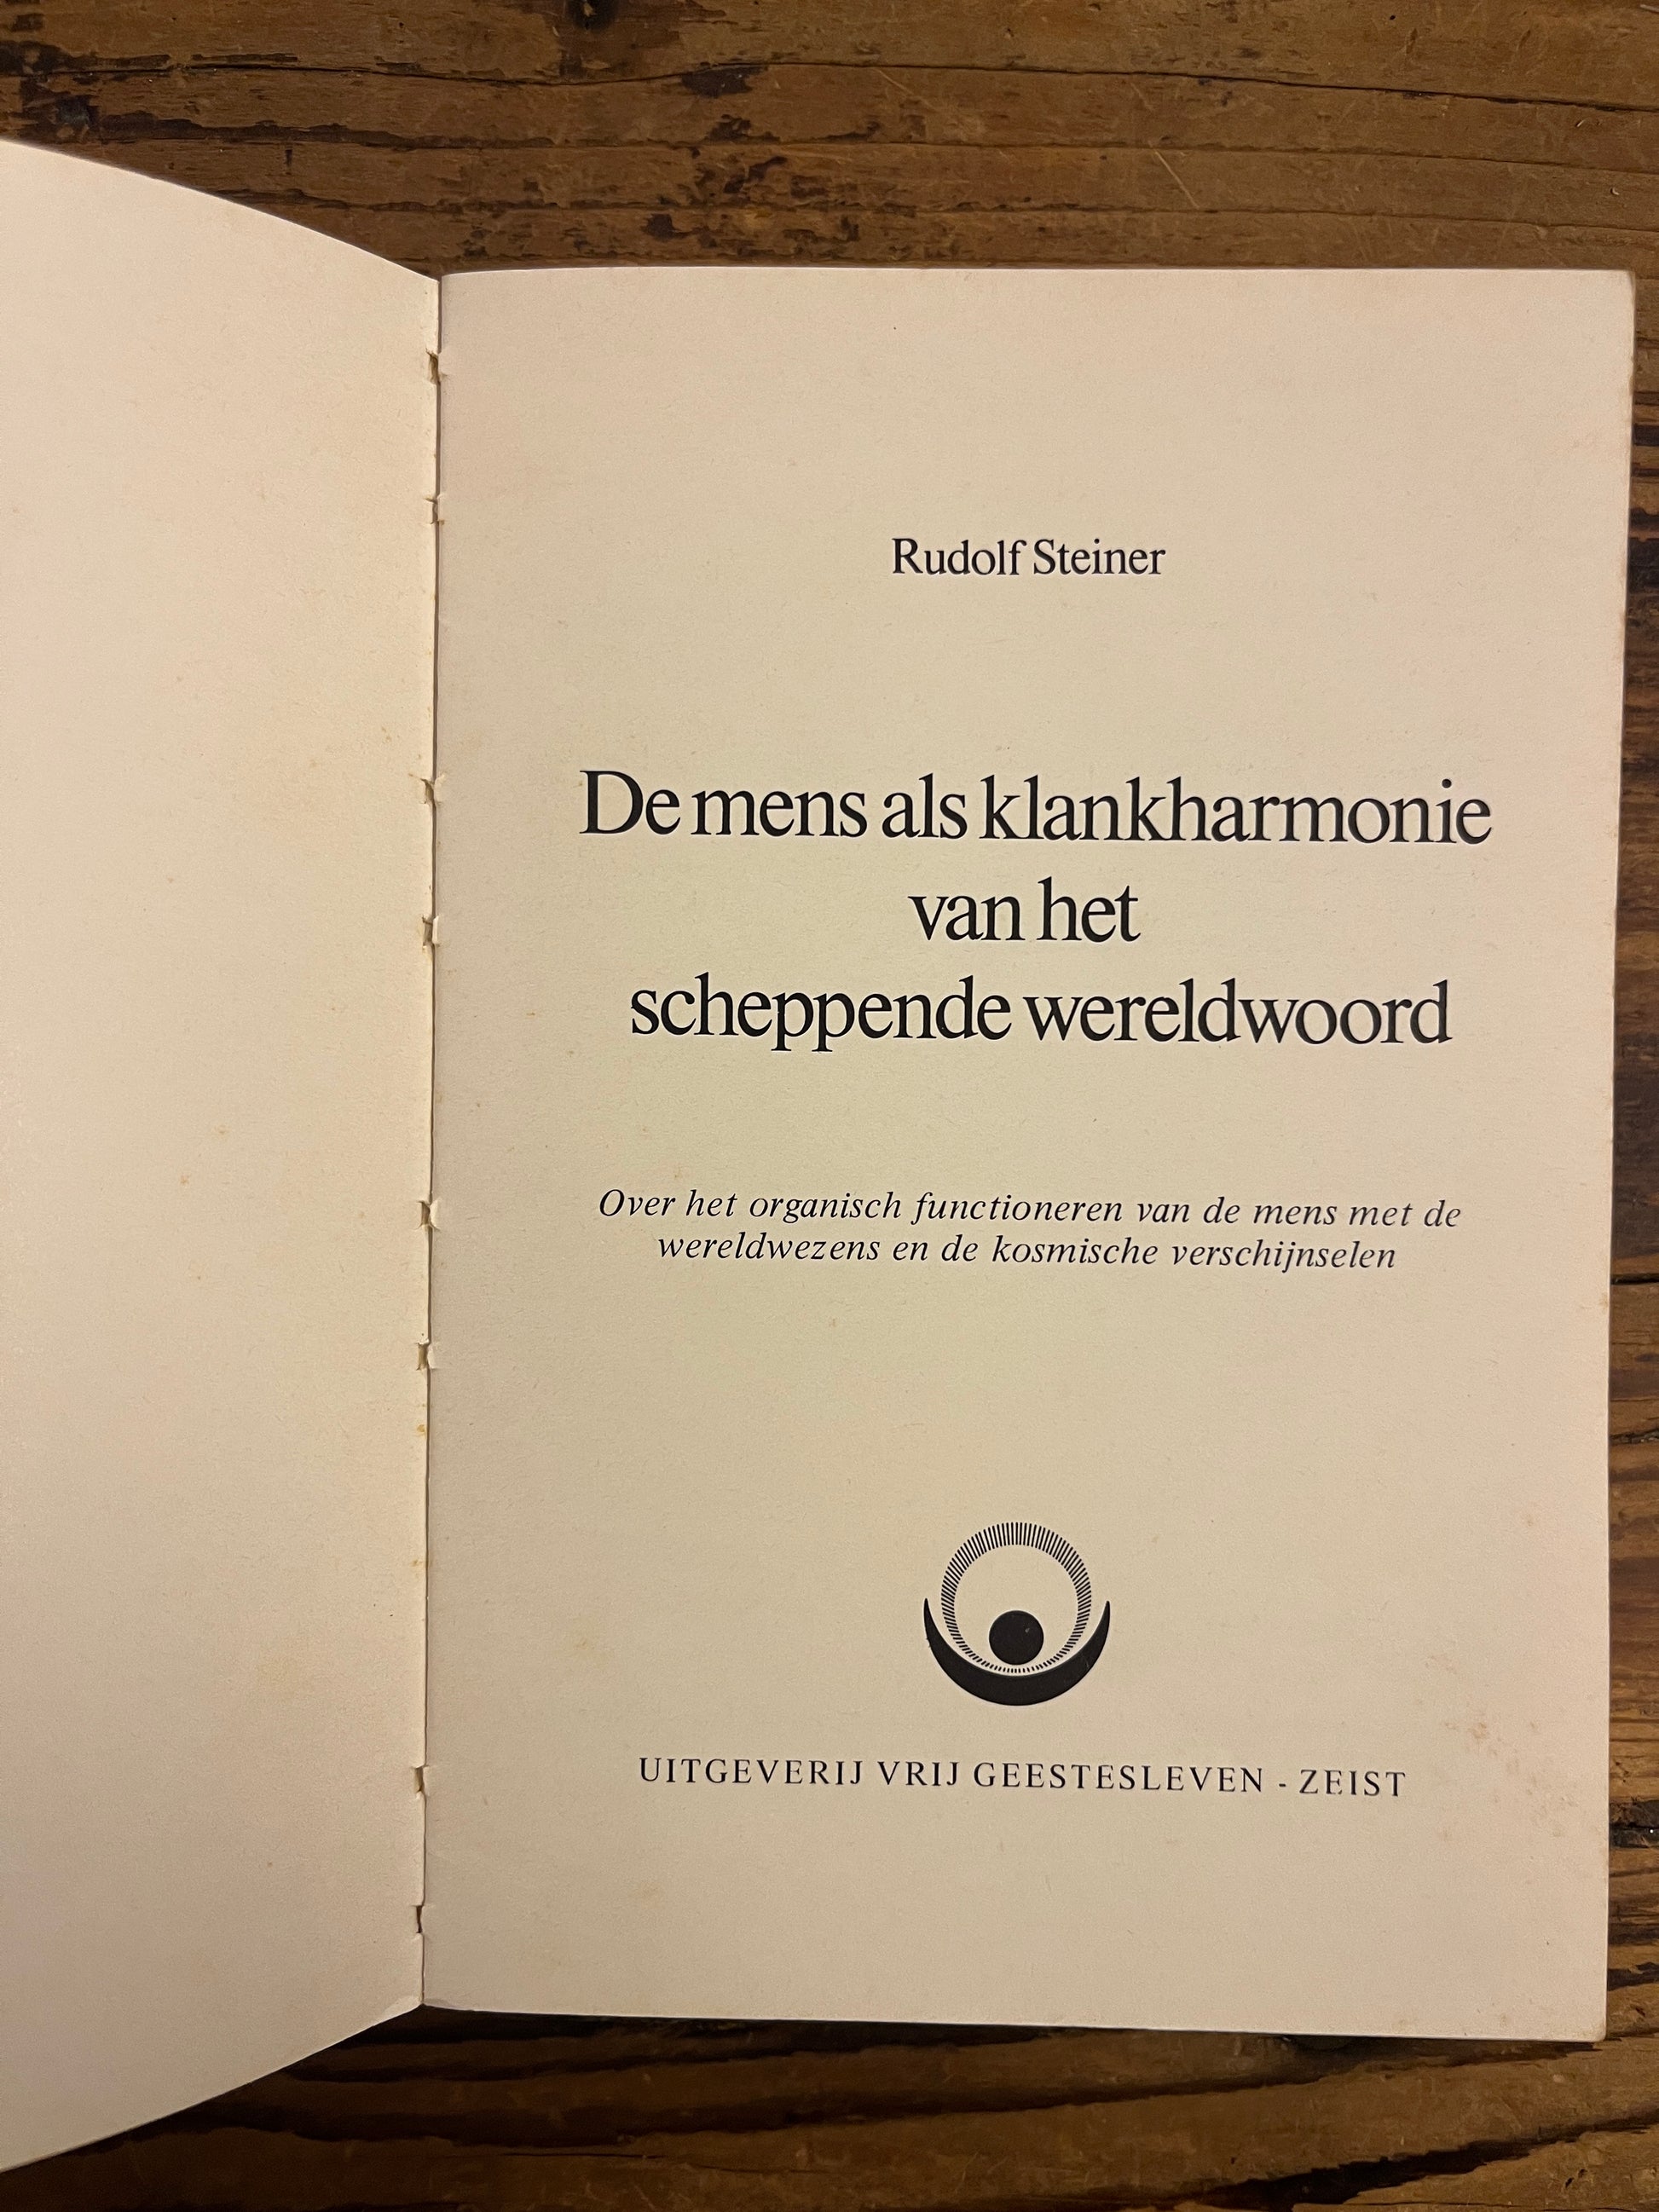 Rudolf Steiner
De mens als klankharmonie
van het
scheppende wereldwoord
Over het organisch functioneren van de mens met de
wereldwezens en de kosmische verschijnselen
UITGEVERIJ VRIJ GEESTESLEVEN - ZEIST